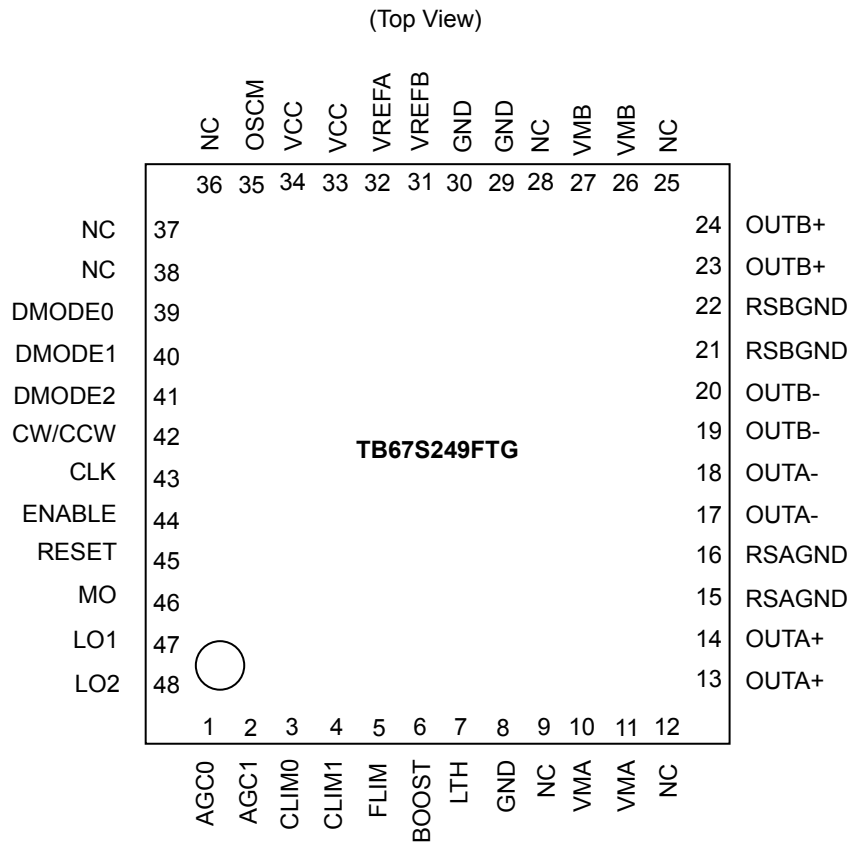 (Top View)
NC OSCM VCC VCC VREFA VREFB GND GND NC VMB VMB NC
36 35 34 33 32 31 30 29 28 27 26 25
NC 37 24 OUTB+
NC 38 23 OUTB+
DMODE0 39 22 RSBGND
DMODE1 40 21 RSBGND
DMODE2 41 20 OUTB-
CW/CCW 42 19 OUTB-
TB67S249FTG
CLK 43 18 OUTA-
ENABLE 44 17 OUTA-
RESET 45 16 RSAGND
MO 46 15 RSAGND
LO1 47 14 OUTA+
LO2 48 13 OUTA+
1 2 3 4 5 6 7 8 9 10 11 12
AGC0 AGC1 CLIM0 CLIM1 FLIM BOOST LTH GND NC VMA VMA NC